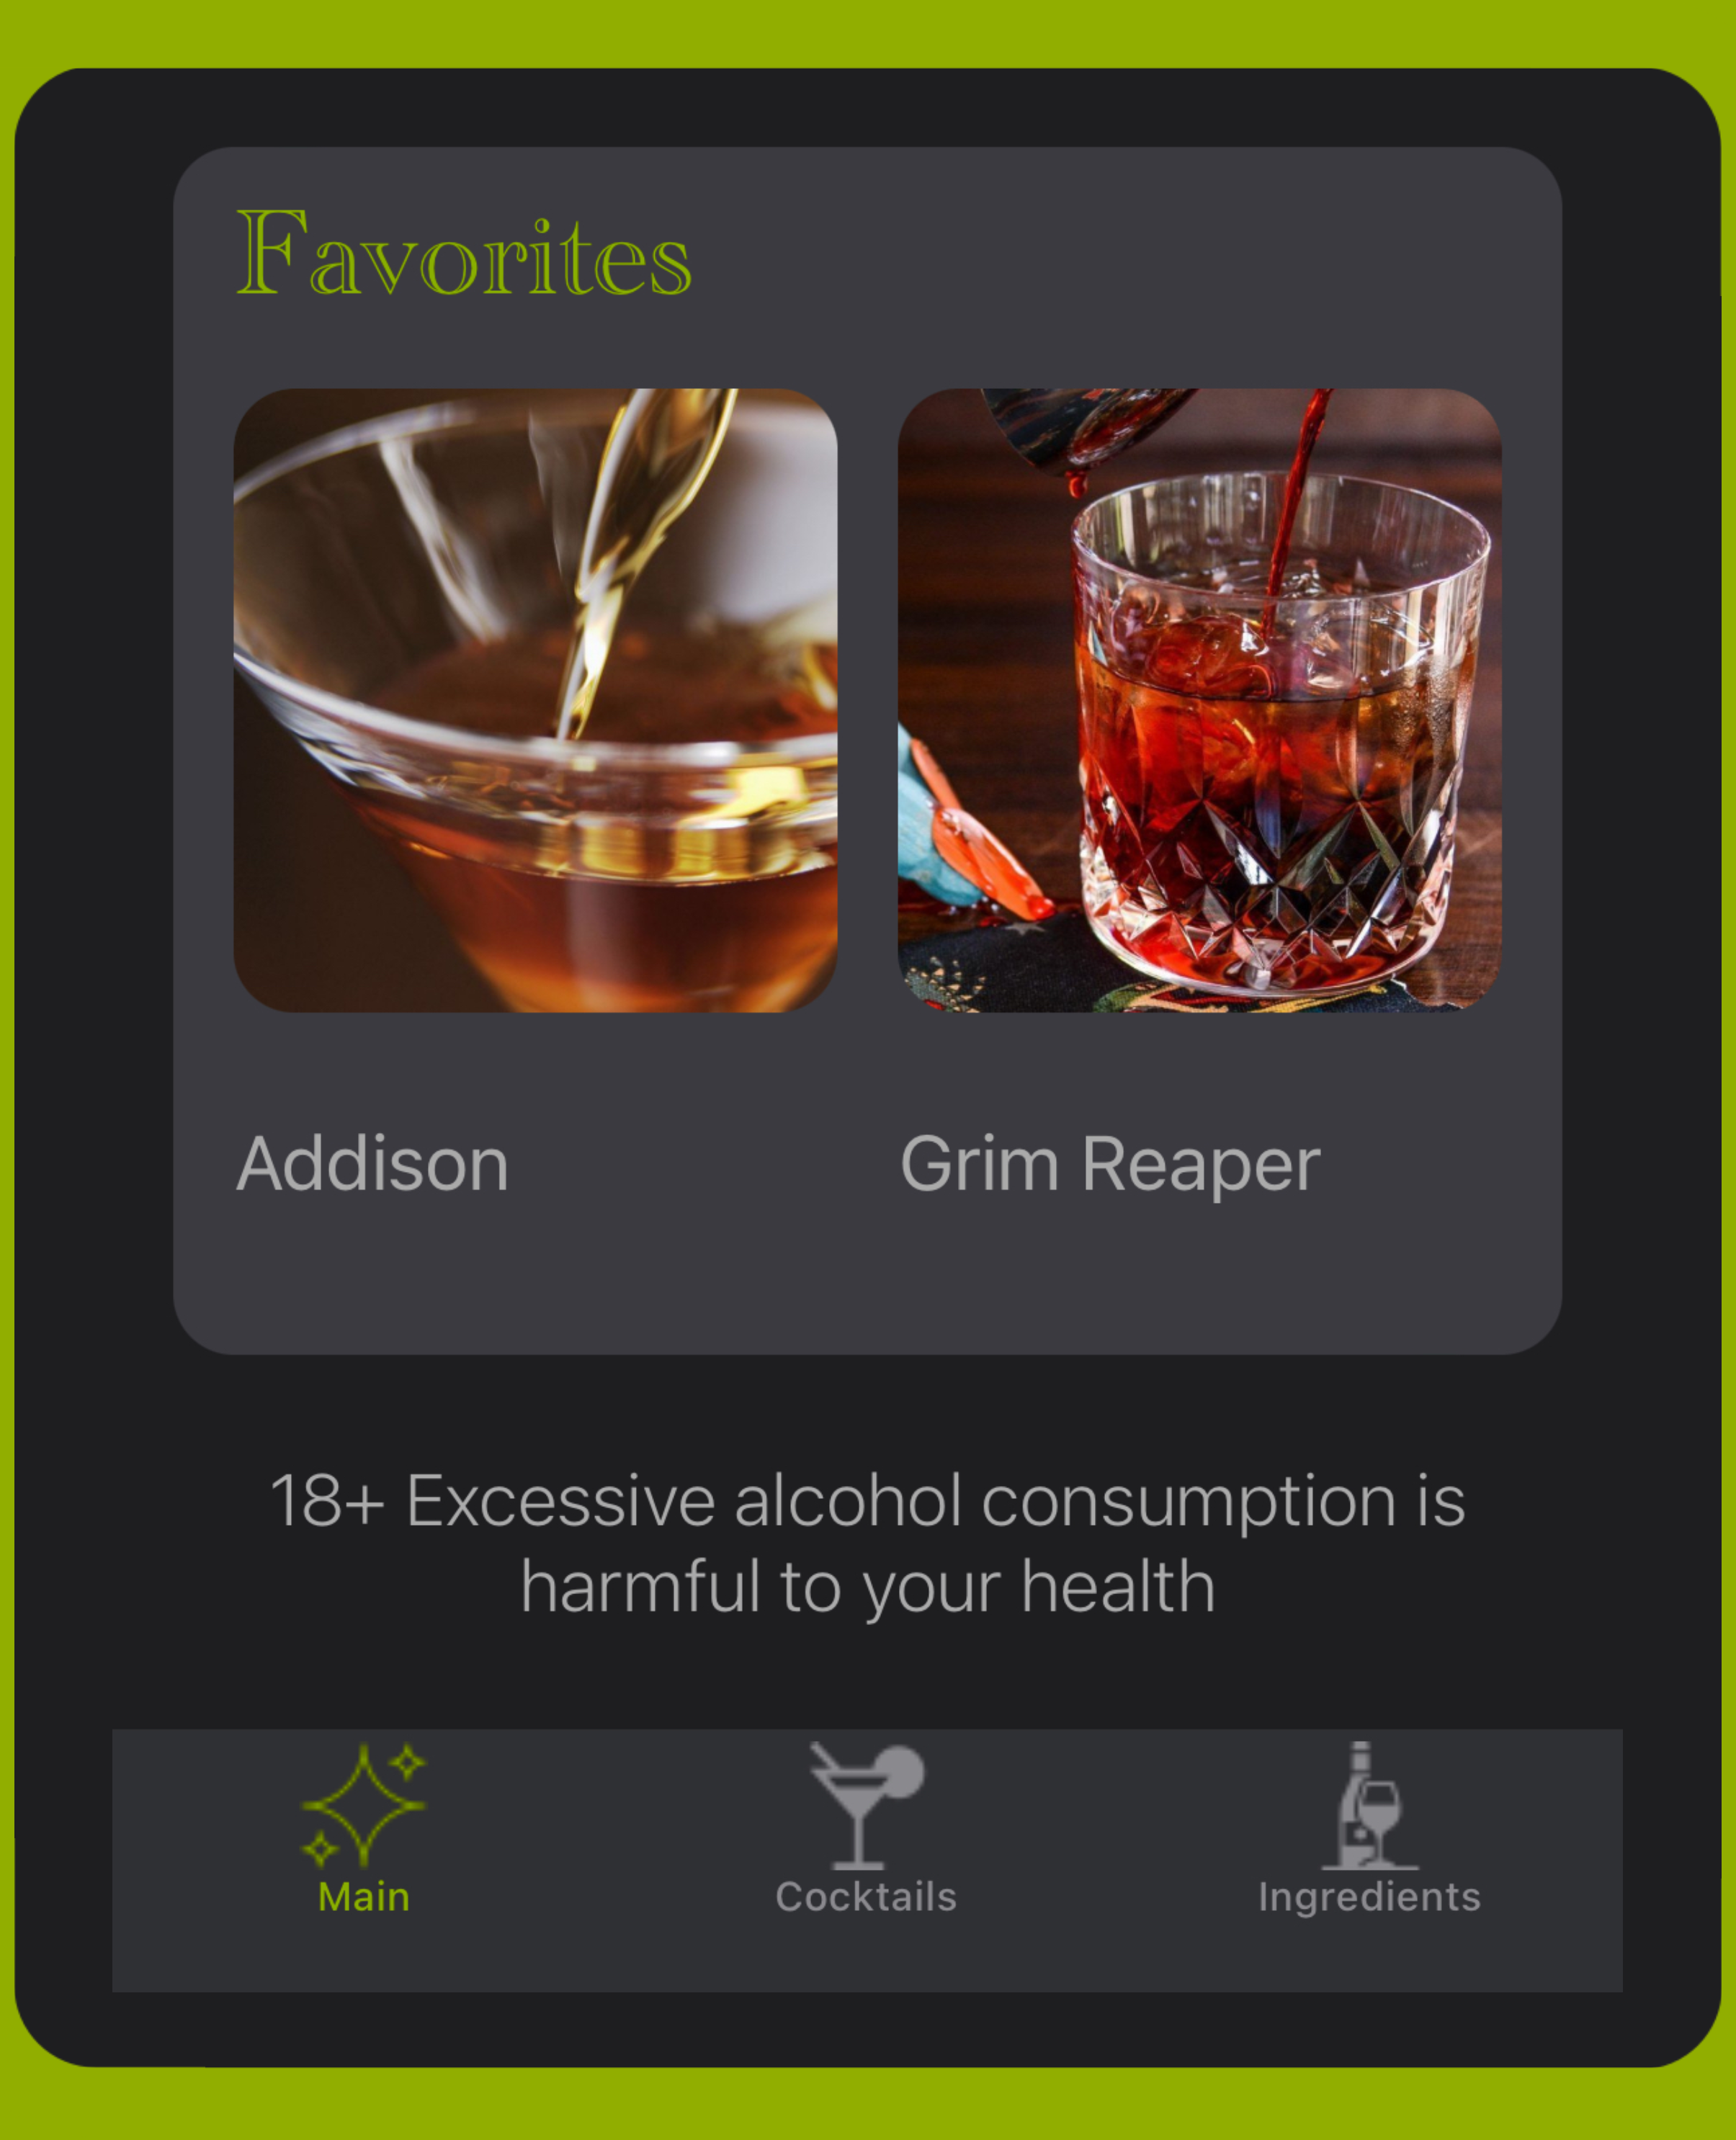 Favorites
Addison
Grim Reaper
18+ Excessive alcohol consumption is
harmful to your health
Main
Cocktails
Ingredients